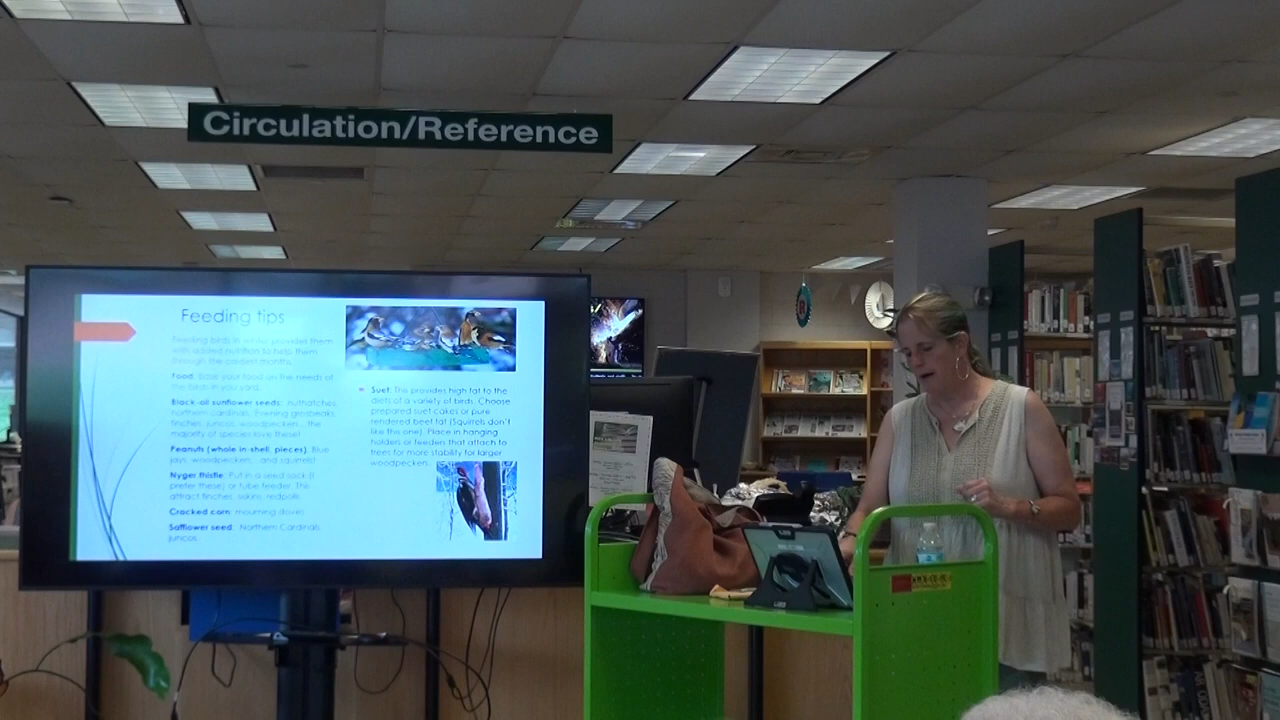 Circulation/Reference
Feeding tips
Feeding birds in winter provides them
with added nutrition to help them
through the coldest months.
Food: Base your food on the needs of
the birds in you yard.
Black-oil sunflower seeds: nuthatches,
northern cardinals, Evening grosbeaks,
finches, juncos, woodpeckers... the
majority of species love these!
Peanuts (whole in-shell, pieces): Blue
jays, woodpeckers... and squirrels!
Nyger thistle: Put in a seed sock (I
prefer these) or tube feeder. This
attract finches, siskins, redpolls.
Cracked corn: mourning doves
Safflower seed: Northern Cardinals,
juncos.
Suet: This provides high fat to the
diets of a variety of birds. Choose
prepared suet cakes or pure
rendered beef fat (Squirrels don't
like this one). Place in hanging
holders or feeders that attach to
trees for more stability for larger
woodpeckers.